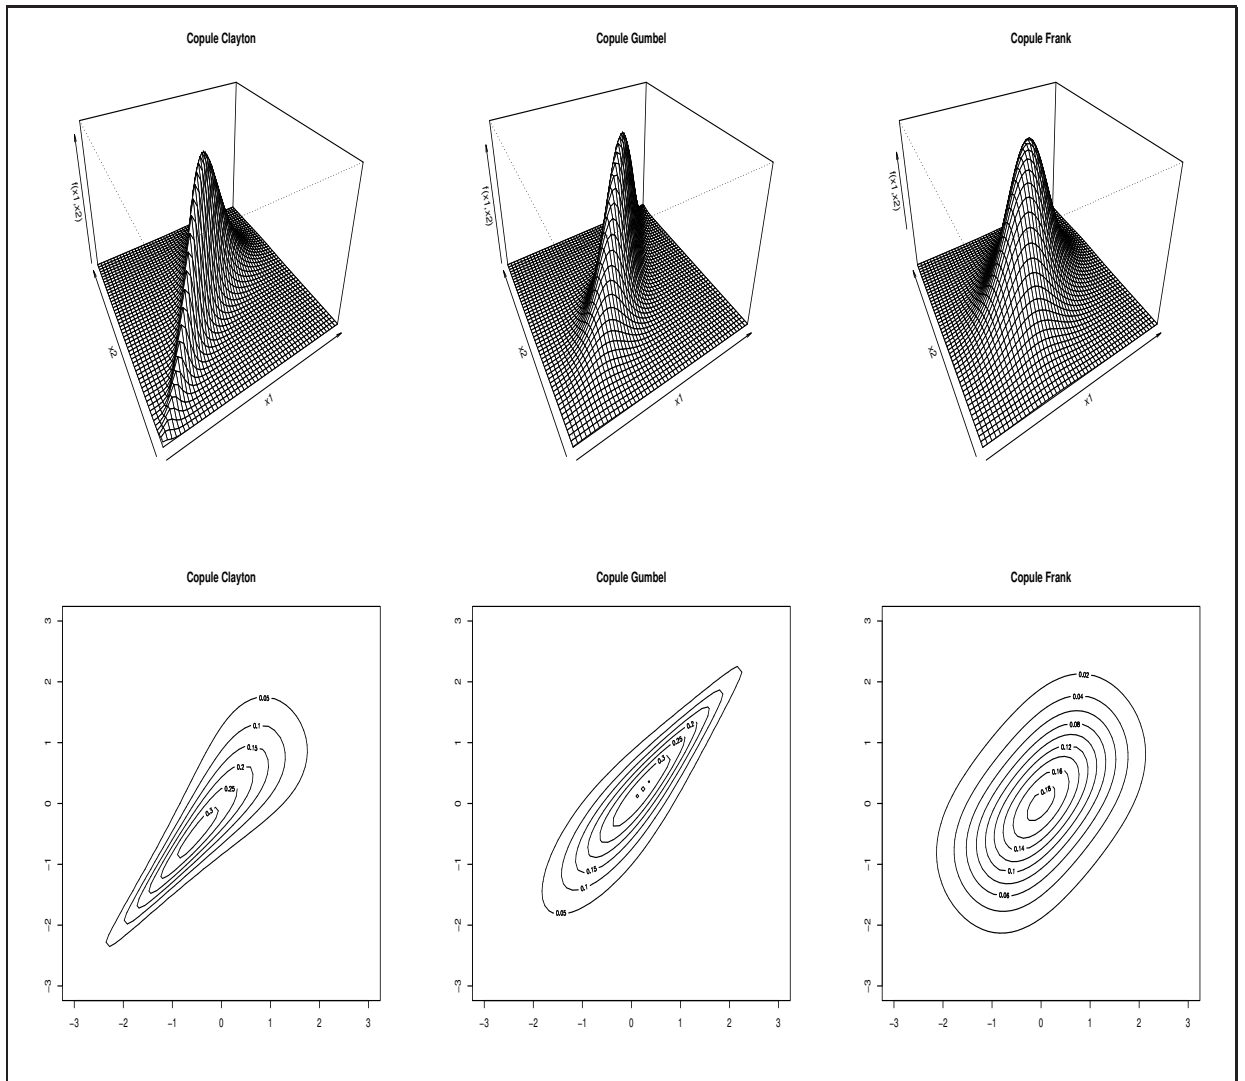 Copule Clayton
Copule Gumbel
Copule Frank
f(x1,x2)
x2
x1
f(x1,x2)
x2
x1
f(x1,x2)
x2
x1
Copule Clayton
Copule Gumbel
Copule Frank
3
2
1
0
−1
−2
−3
0.05
0.1
0.15
0.2
0.25
0.3
−3 −2 −1 0 1 2 3
3
2
1
0
−1
−2
−3
0.2
0.25
0.3
0.15
0.1
0.05
−3 −2 −1 0 1 2 3
3
2
1
0
−1
−2
−3
0.02
0.04
0.08
0.12
0.16
0.18
0.14
0.1
0.06
−3 −2 −1 0 1 2 3